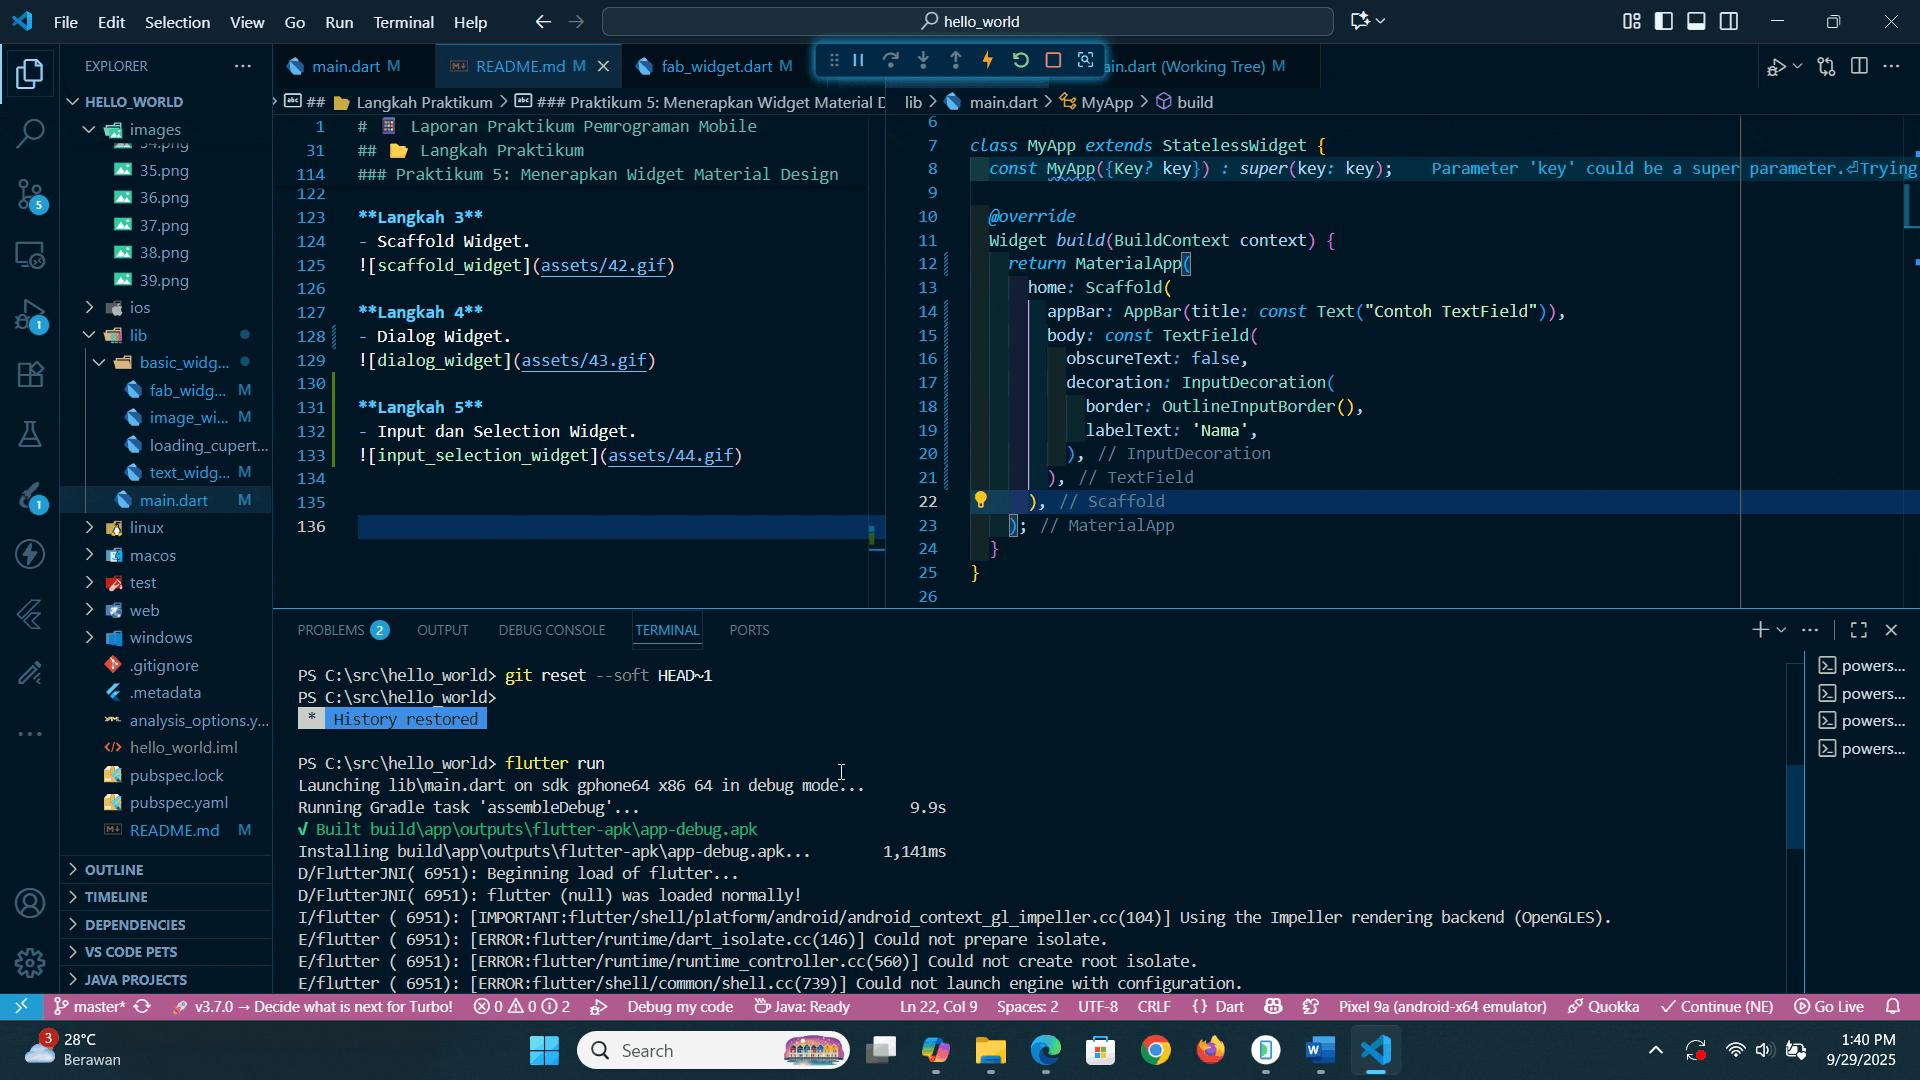 File Edit Selection View Go Run Terminal Help
hello_world
EXPLORER
HELLO_WORLD
images
34.png
35.png
36.png
37.png
38.png
39.png
ios
lib
basic_widg...
fab_widg... M
image_wi... M
loading_cupert...
text_widg... M
main.dart M
linux
macos
test
web
windows
.gitignore
.metadata
analysis_options.y...
hello_world.iml
pubspec.lock
pubspec.yaml
README.md M
OUTLINE
TIMELINE
DEPENDENCIES
VS CODE PETS
JAVA PROJECTS
5
1
1
main.dart M
README.md M
fab_widget.dart M
ain.dart (Working Tree) M
## Langkah Praktikum > ### Praktikum 5: Menerapkan Widget Material D
1 # Laporan Praktikum Pemrograman Mobile
31 ## Langkah Praktikum
114 ### Praktikum 5: Menerapkan Widget Material Design
122
123 **Langkah 3**
124 - Scaffold Widget.
125 ![scaffold_widget](assets/42.gif)
126
127 **Langkah 4**
128 - Dialog Widget.
129 ![dialog_widget](assets/43.gif)
130
131 **Langkah 5**
132 - Input dan Selection Widget.
133 ![input_selection_widget](assets/44.gif)
134
135
136
lib > main.dart > MyApp > build
6
7 class MyApp extends StatelessWidget {
8 const MyApp({Key? key}) : super(key: key); Parameter 'key' could be a super parameter.⏎Trying
9
10 @override
11 Widget build(BuildContext context) {
12 return MaterialApp(
13 home: Scaffold(
14 appBar: AppBar(title: const Text("Contoh TextField")),
15 body: const TextField(
16 obscureText: false,
17 decoration: InputDecoration(
18 border: OutlineInputBorder(),
19 labelText: 'Nama',
20 ), // InputDecoration
21 ), // TextField
22 ), // Scaffold
23 ); // MaterialApp
24 }
25 }
26
PROBLEMS 2 OUTPUT DEBUG CONSOLE TERMINAL PORTS
PS C:\src\hello_world> git reset --soft HEAD~1
PS C:\src\hello_world>
* History restored
PS C:\src\hello_world> flutter run
Launching lib\main.dart on sdk gphone64 x86 64 in debug mode...
Running Gradle task 'assembleDebug'... 9.9s
√ Built build\app\outputs\flutter-apk\app-debug.apk
Installing build\app\outputs\flutter-apk\app-debug.apk... 1,141ms
D/FlutterJNI( 6951): Beginning load of flutter...
D/FlutterJNI( 6951): flutter (null) was loaded normally!
I/flutter ( 6951): [IMPORTANT:flutter/shell/platform/android/android_context_gl_impeller.cc(104)] Using the Impeller rendering backend (OpenGLES).
E/flutter ( 6951): [ERROR:flutter/runtime/dart_isolate.cc(146)] Could not prepare isolate.
E/flutter ( 6951): [ERROR:flutter/runtime/runtime_controller.cc(560)] Could not create root isolate.
E/flutter ( 6951): [ERROR:flutter/shell/common/shell.cc(739)] Could not launch engine with configuration.
powers...
powers...
powers...
powers...
master* v3.7.0 → Decide what is next for Turbo! 0 0 2 Debug my code Java: Ready Ln 22, Col 9 Spaces: 2 UTF-8 CRLF {} Dart Pixel 9a (android-x64 emulator) Quokka Continue (NE) Go Live
3
28°C
Berawan
Search
1:40 PM
9/29/2025